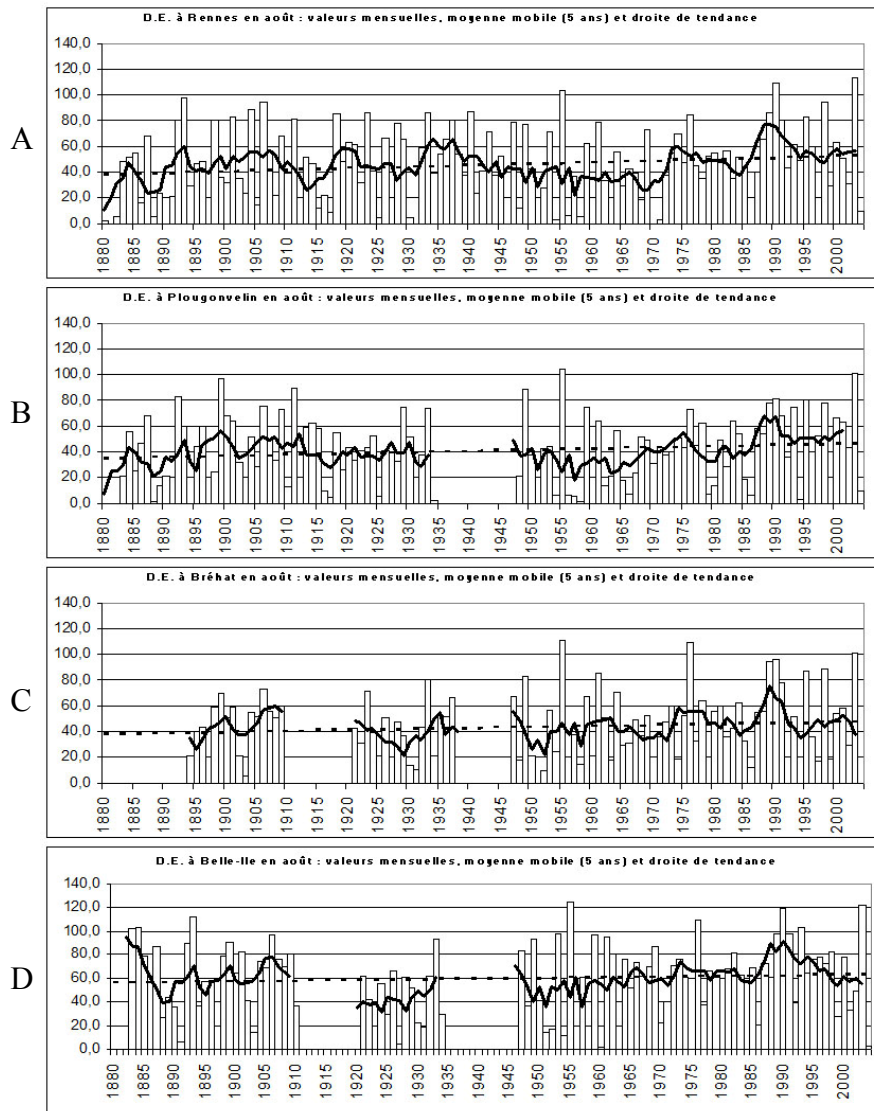 A
D.E. à Rennes en août : valeurs mensuelles, moyenne mobile (5 ans) et droite de tendance
140,0
120,0
100,0
80,0
60,0
40,0
20,0
0,0
1880 1885 1890 1895 1900 1905 1910 1915 1920 1925 1930 1935 1940 1945 1950 1955 1960 1965 1970 1975 1980 1985 1990 1995 2000
B
D.E. à Plougonvelin en août : valeurs mensuelles, moyenne mobile (5 ans) et droite de tendance
140,0
120,0
100,0
80,0
60,0
40,0
20,0
0,0
1880 1885 1890 1895 1900 1905 1910 1915 1920 1925 1930 1935 1940 1945 1950 1955 1960 1965 1970 1975 1980 1985 1990 1995 2000
C
D.E. à Bréhat en août : valeurs mensuelles, moyenne mobile (5 ans) et droite de tendance
140,0
120,0
100,0
80,0
60,0
40,0
20,0
0,0
1880 1885 1890 1895 1900 1905 1910 1915 1920 1925 1930 1935 1940 1945 1950 1955 1960 1965 1970 1975 1980 1985 1990 1995 2000
D
D.E. à Belle-Ile en août : valeurs mensuelles, moyenne mobile (5 ans) et droite de tendance
140,0
120,0
100,0
80,0
60,0
40,0
20,0
0,0
1880 1885 1890 1895 1900 1905 1910 1915 1920 1925 1930 1935 1940 1945 1950 1955 1960 1965 1970 1975 1980 1985 1990 1995 2000